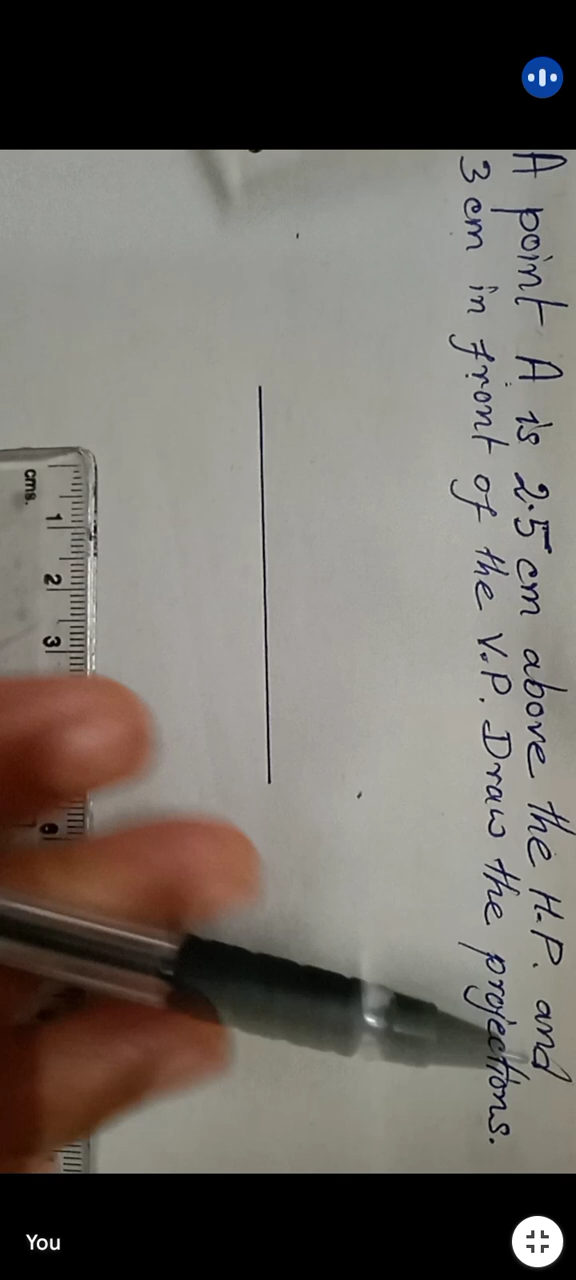 A point A is 2.5 cm above the H.P. and
3 cm in front of the V.P. Draw the projections.
cms. 1 2 3 6
You